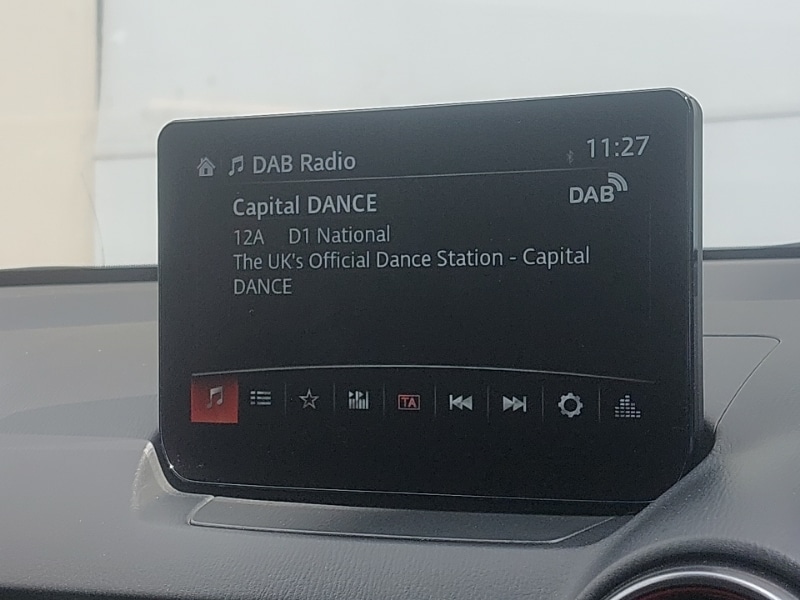 DAB Radio 11:27
Capital DANCE DAB
12A D1 National
The UK's Official Dance Station - Capital
DANCE
TA